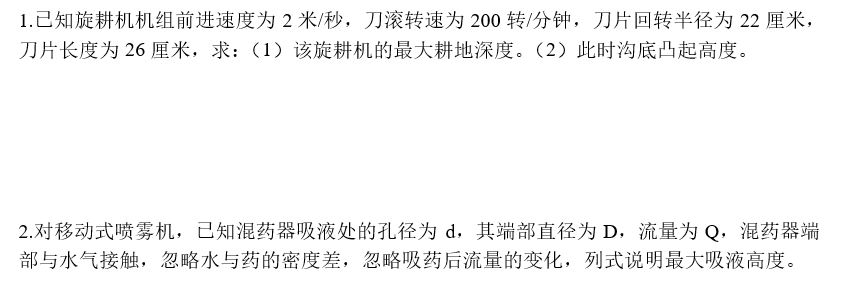 1.已知旋耕机机组前进速度为 2 米/秒，刀滚转速为 200 转/分钟，刀片回转半径为 22 厘米，
刀片长度为 26 厘米，求：（1）该旋耕机的最大耕地深度。（2）此时沟底凸起高度。
2.对移动式喷雾机，已知混药器吸液处的孔径为 d，其端部直径为 D，流量为 Q，混药器端
部与水气接触，忽略水与药的密度差，忽略吸药后流量的变化，列式说明最大吸液高度。